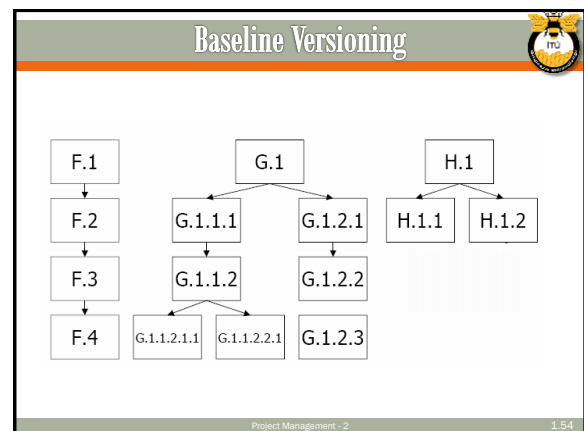 Baseline Versioning
İTÜ
F.1 G.1 H.1
F.2 G.1.1.1 G.1.2.1 H.1.1 H.1.2
F.3 G.1.1.2 G.1.2.2
F.4 G.1.1.2.1.1 G.1.1.2.2.1 G.1.2.3
Project Management - 2 1.54